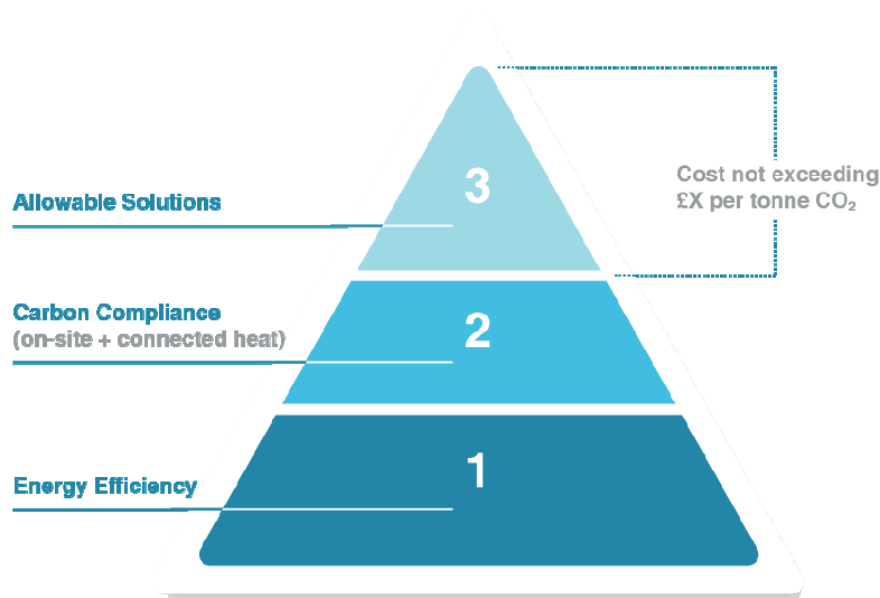 3
Cost not exceeding
£X per tonne CO₂
Allowable Solutions
Carbon Compliance
(on-site + connected heat)
2
1
Energy Efficiency